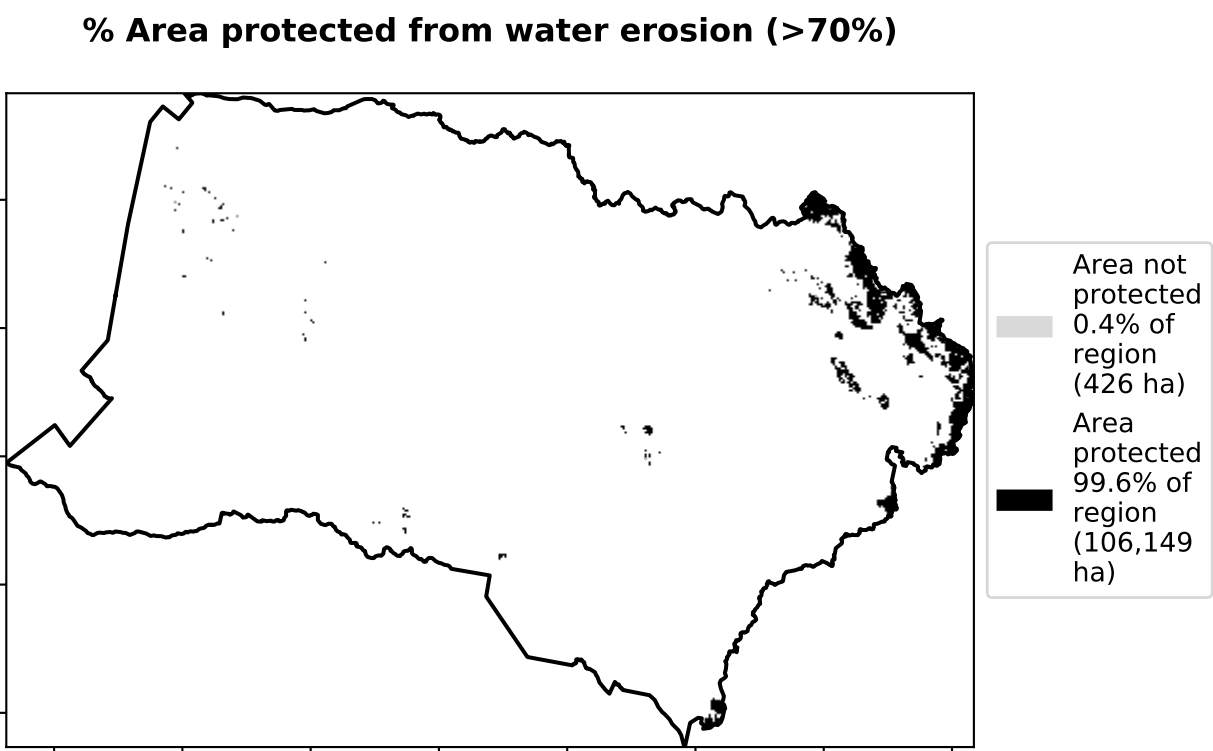 % Area protected from water erosion (>70%)
Area not
protected
0.4% of
region
(426 ha)
Area
protected
99.6% of
region
(106,149
ha)